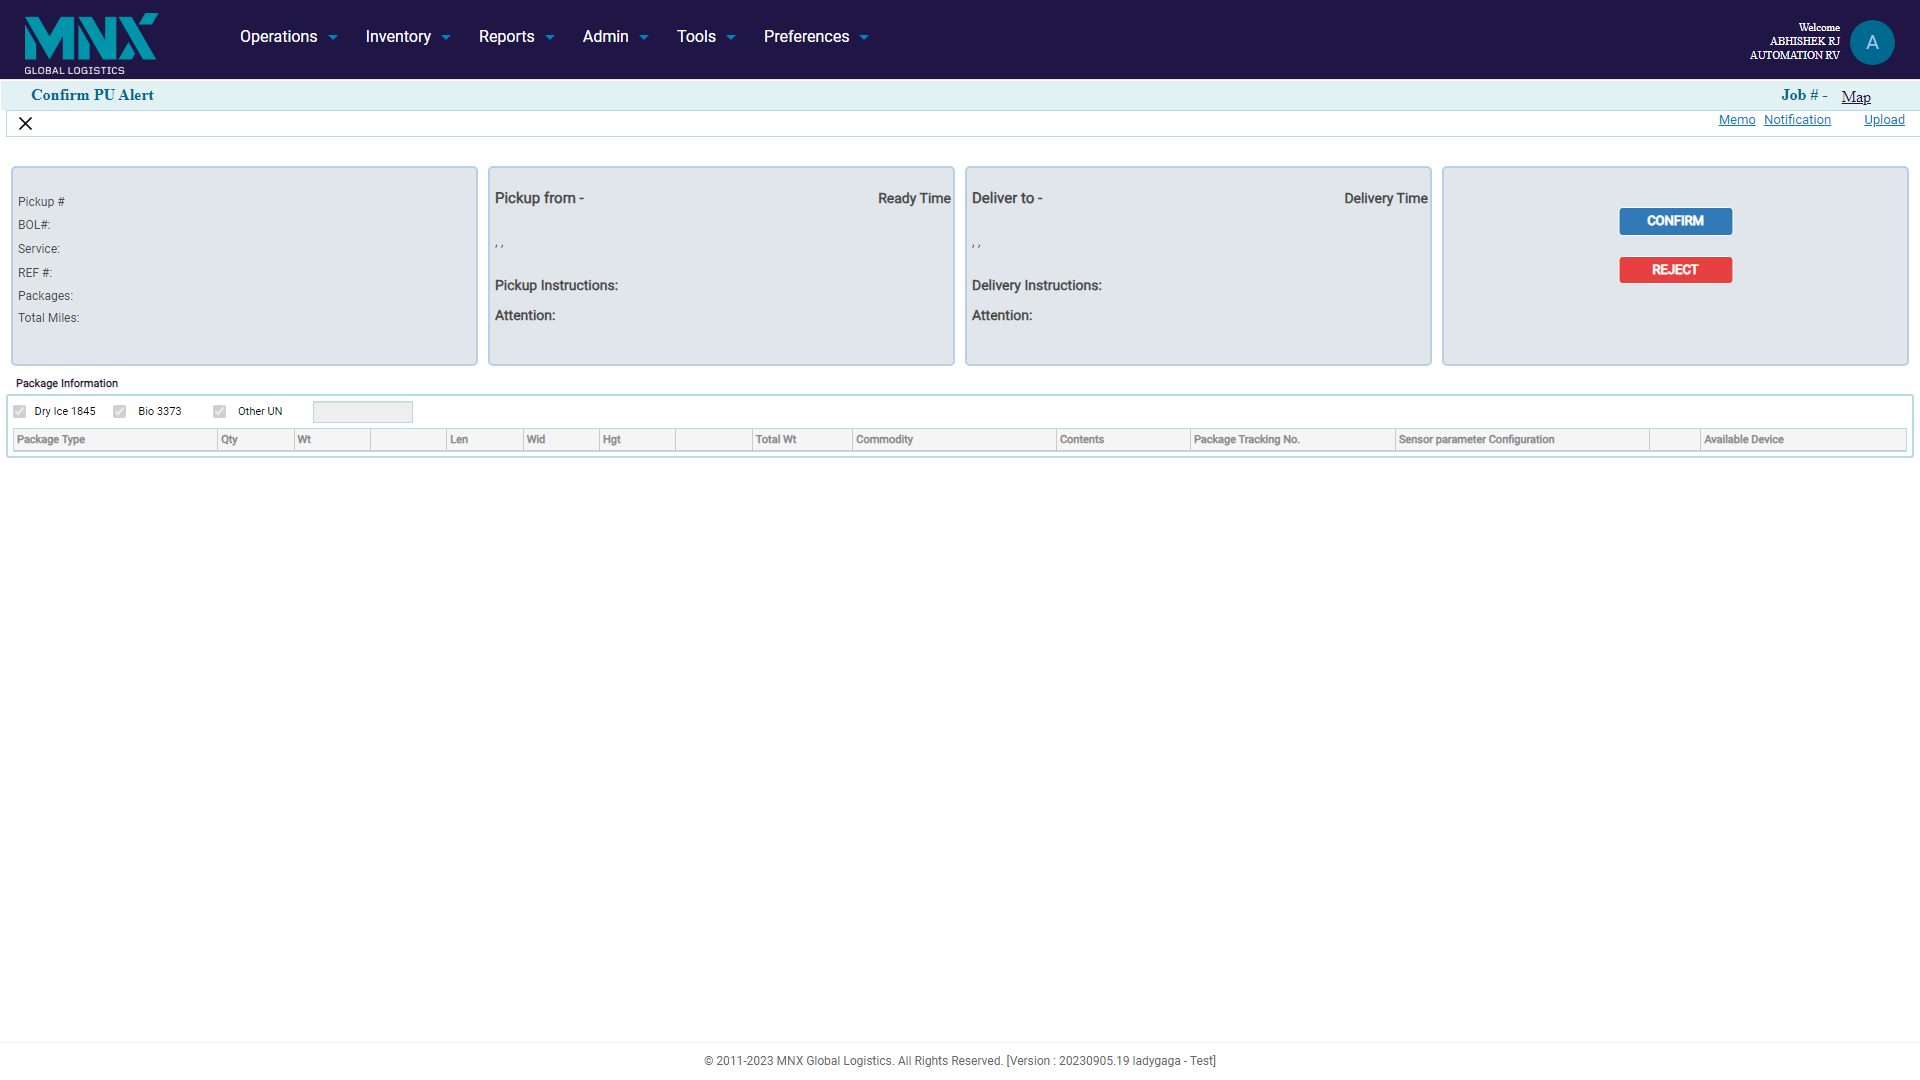 MNX
GLOBAL LOGISTICS
Operations Inventory Reports Admin Tools Preferences
Welcome
ABHISHEK RJ
AUTOMATION RV
A
Confirm PU Alert
Job # - Map
Memo Notification Upload
Pickup #
BOL#:
Service:
REF #:
Packages:
Total Miles:
Pickup from - Ready Time
, ,
Pickup Instructions:
Attention:
Deliver to - Delivery Time
, ,
Delivery Instructions:
Attention:
CONFIRM
REJECT
Package Information
Dry Ice 1845 Bio 3373 Other UN
Package Type Qty Wt Len Wid Hgt Total Wt Commodity Contents Package Tracking No. Sensor parameter Configuration Available Device
© 2011-2023 MNX Global Logistics. All Rights Reserved. [Version : 20230905.19 ladygaga - Test]